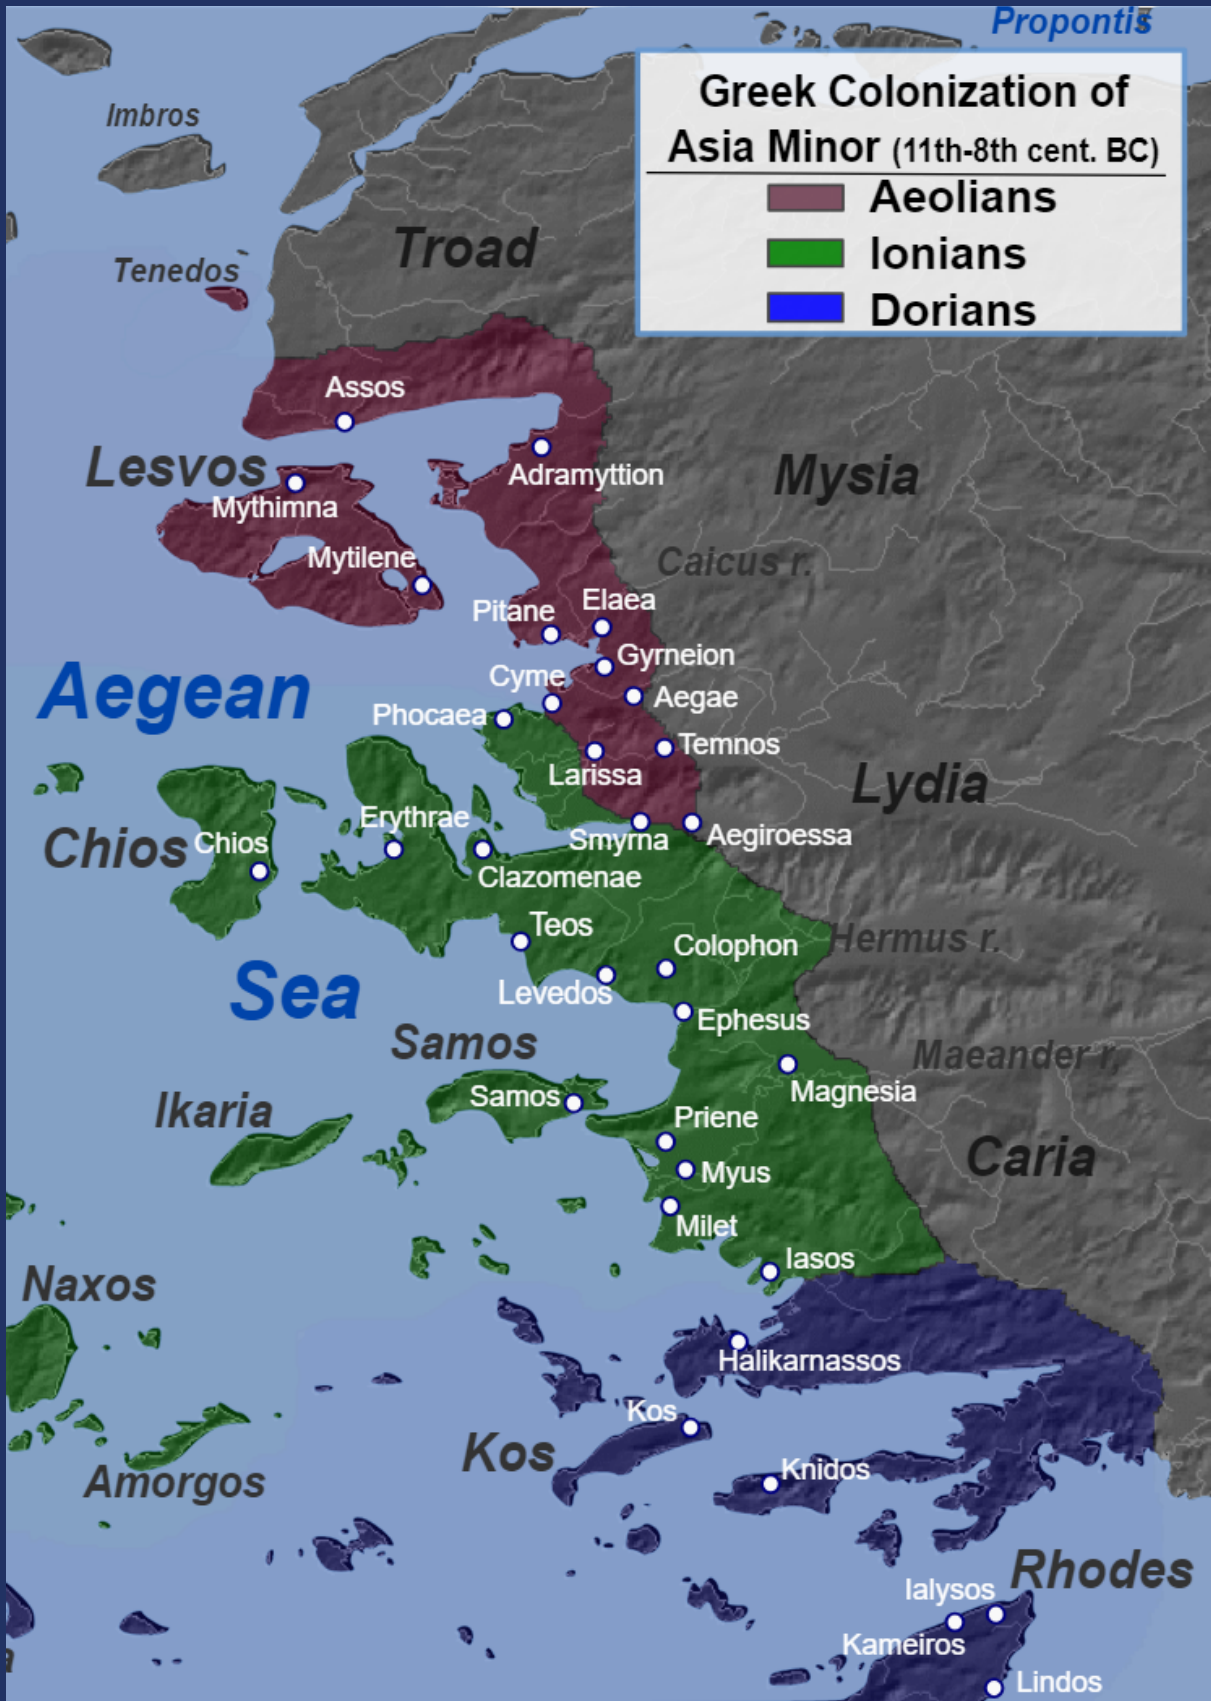 Propontis
Greek Colonization of
Asia Minor (11th-8th cent. BC)
Aeolians
Ionians
Dorians
Imbros
Tenedos
Troad
Assos
Lesvos
Adramyttion
Mysia
Mythimna
Mytilene
Caicus r.
Pitane
Elaea
Gyrneion
Cyme
Aegae
Aegean
Phocaea
Temnos
Larissa
Lydia
Erythrae
Chios
Chios
Smyrna
Aegiroessa
Clazomenae
Teos
Colophon
Hermus r.
Sea
Levedos
Ephesus
Samos
Maeander r.
Magnesia
Samos
Ikaria
Priene
Caria
Myus
Milet
Iasos
Naxos
Halikarnassos
Kos
Kos
Knidos
Amorgos
Rhodes
Ialysos
Kameiros
Lindos